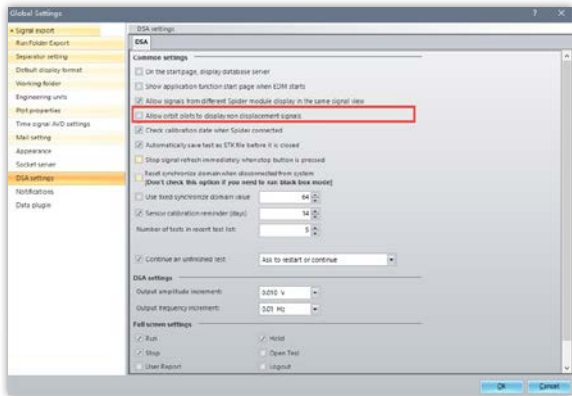 Global Settings
Signal export
Run Folder Export
Separator setting
Default display format
Working folder
Engineering units
Plot properties
Time signal AVD settings
Mail setting
Appearance
Socket server
DSA settings
Notifications
Data plugin
DSA settings
DSA
Common settings
On the start page, display database server
Show application function start page when EDM starts
Allow signals from different Spider module display in the same signal view
Allow orbit plots to display non displacement signals
Check calibration date when Spider connected
Automatically save test as STK file before it is closed
Stop signal refresh immediately when stop button is pressed
Reset synchronize domain when disconnected from system
(Don't check this option if you need to run black box mode)
Use fixed synchronize domain value 64
Sensor calibration reminder (days) 14
Number of tests in recent test list: 5
Continue an unfinished test Ask to restart or continue
DSA settings
Output amplitude increment: 0.010 V
Output frequency increment: 0.01 Hz
Full screen settings
Run Hold
Stop Open Test
User Report Logout
OK Cancel